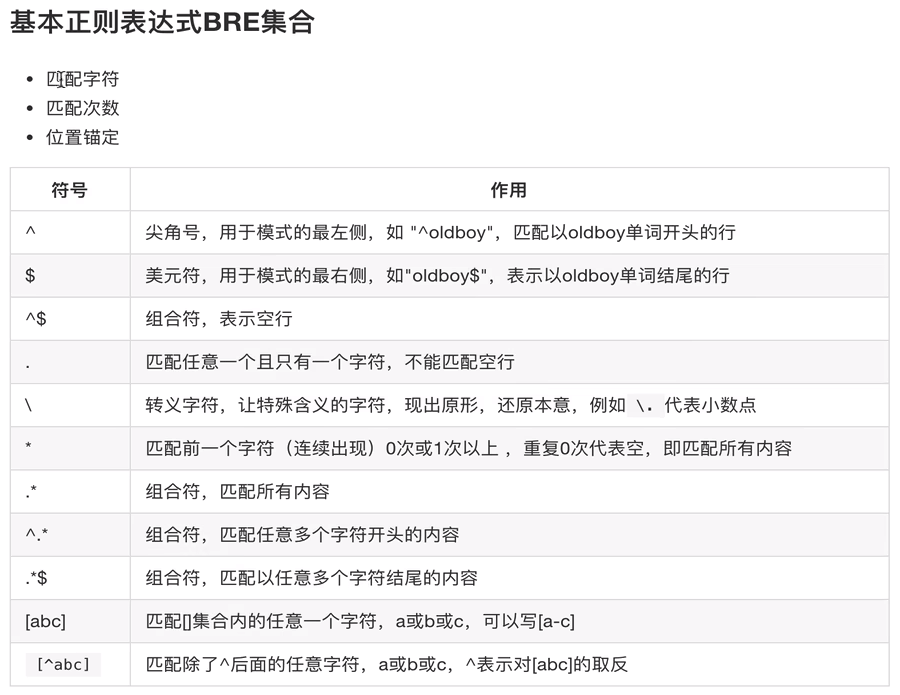 基本正则表达式BRE集合
匹配字符
匹配次数
位置锚定
符号 作用
^ 尖角号，用于模式的最左侧，如 "^oldboy"，匹配以oldboy单词开头的行
$ 美元符，用于模式的最右侧，如"oldboy$"，表示以oldboy单词结尾的行
^$ 组合符，表示空行
. 匹配任意一个且只有一个字符，不能匹配空行
\ 转义字符，让特殊含义的字符，现出原形，还原本意，例如 \. 代表小数点
* 匹配前一个字符（连续出现）0次或1次以上 ，重复0次代表空，即匹配所有内容
.* 组合符，匹配所有内容
^.* 组合符，匹配任意多个字符开头的内容
.*$ 组合符，匹配以任意多个字符结尾的内容
[abc] 匹配[]集合内的任意一个字符，a或b或c，可以写[a-c]
[^abc] 匹配除了^后面的任意字符，a或b或c，^表示对[abc]的取反